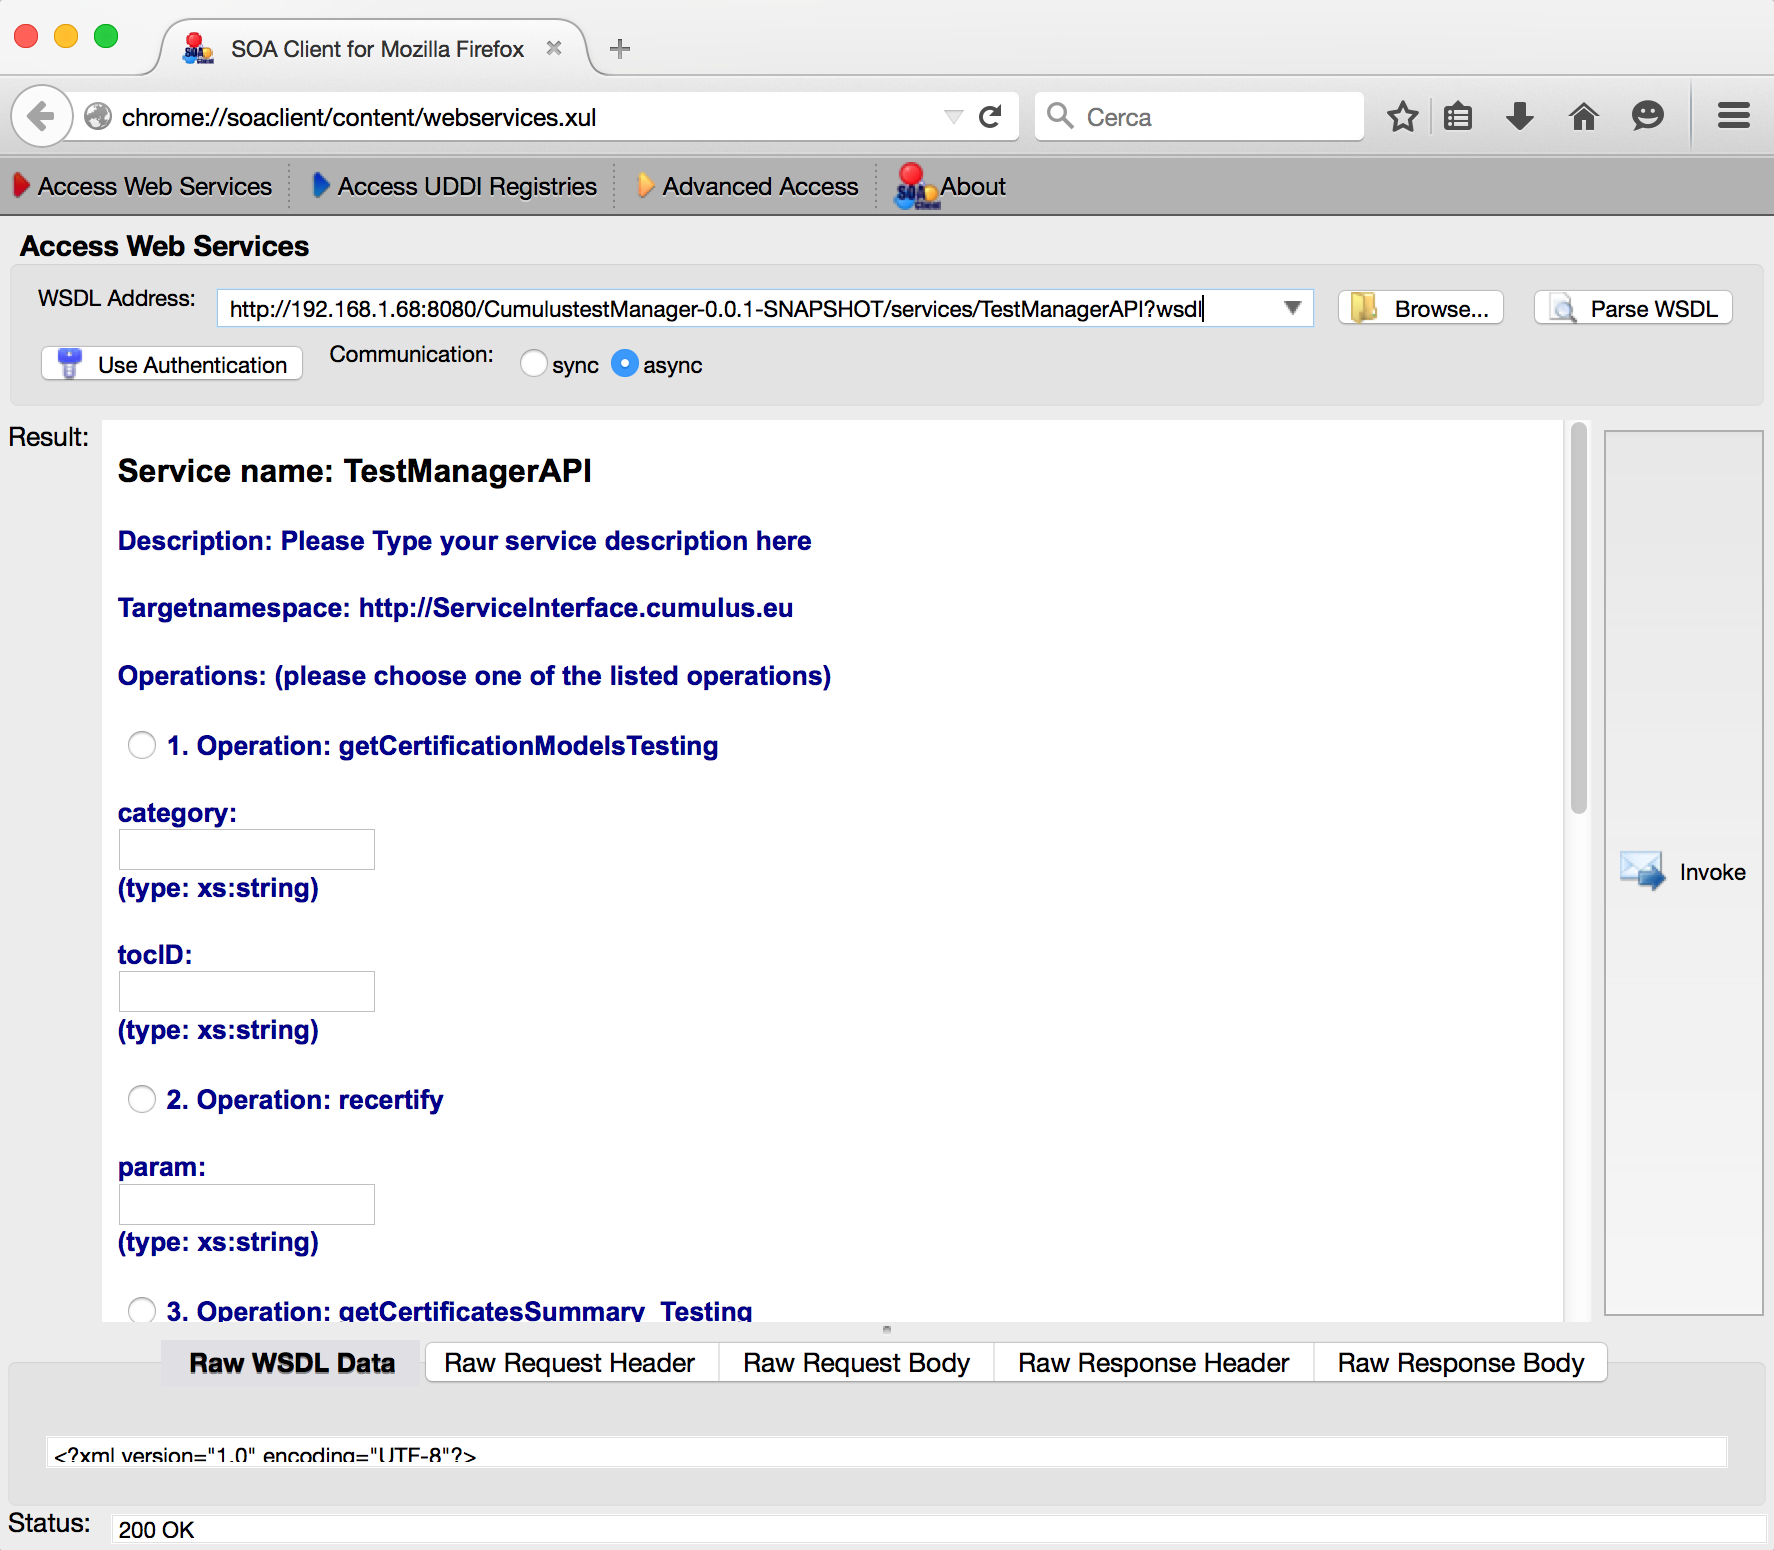 SOA Client for Mozilla Firefox
chrome://soaclient/content/webservices.xul
Cerca
Access Web Services
Access UDDI Registries
Advanced Access
SOA Client
About
Access Web Services
WSDL Address:
http://192.168.1.68:8080/CumulustestManager-0.0.1-SNAPSHOT/services/TestManagerAPI?wsdl
Browse...
Parse WSDL
Use Authentication
Communication:
sync
async
Result:
Service name: TestManagerAPI
Description: Please Type your service description here
Targetnamespace: http://ServiceInterface.cumulus.eu
Operations: (please choose one of the listed operations)
1. Operation: getCertificationModelsTesting
category:
(type: xs:string)
tocID:
(type: xs:string)
2. Operation: recertify
param:
(type: xs:string)
3. Operation: getCertificatesSummary_Testing
Invoke
Raw WSDL Data
Raw Request Header
Raw Request Body
Raw Response Header
Raw Response Body
<?xml version="1.0" encoding="UTF-8"?>
Status:
200 OK